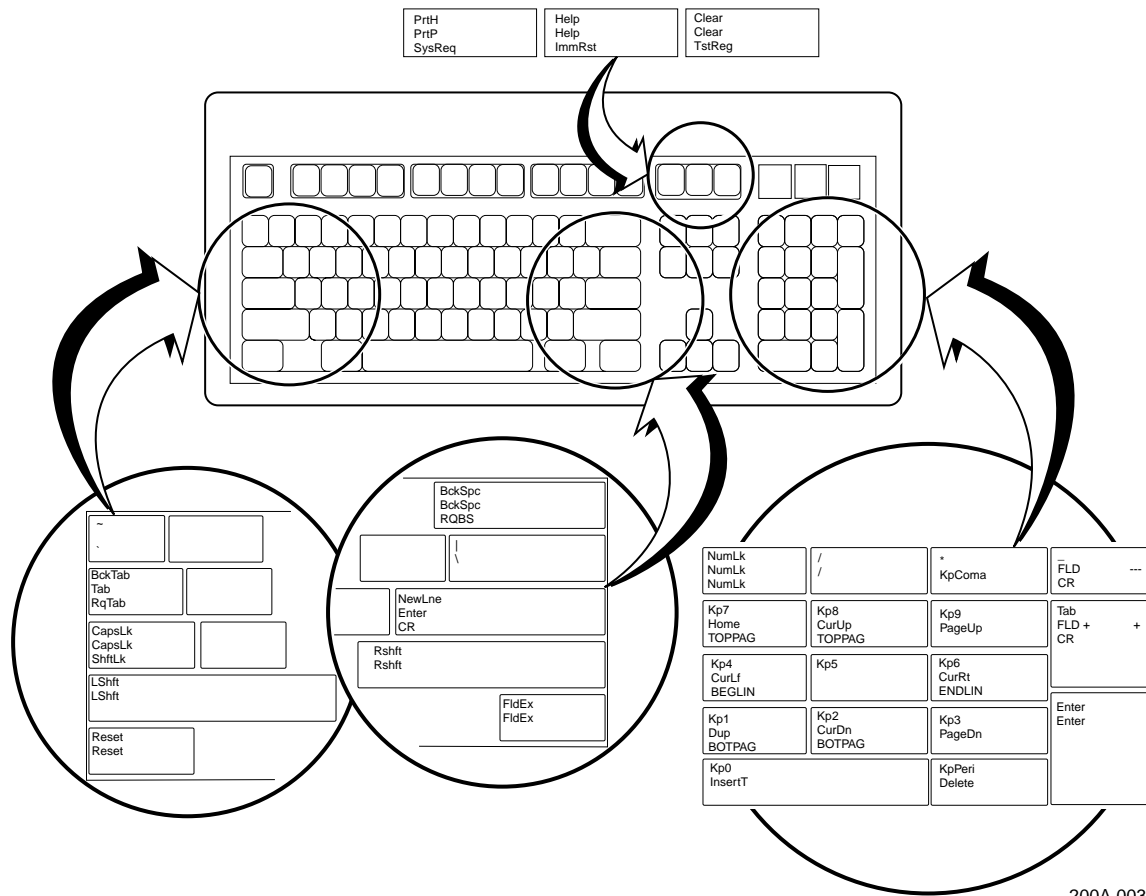 PrtH
PrtP
SysReq
Help
Help
ImmRst
Clear
Clear
TstReg
~
`
BckTab
Tab
RqTab
CapsLk
CapsLk
ShftLk
LShft
LShft
Reset
Reset
BckSpc
BckSpc
RQBS
|
\
NewLne
Enter
CR
Rshft
Rshft
FldEx
FldEx
NumLk
NumLk
NumLk
/
/
*
KpComa
_
FLD ---
CR
Kp7
Home
TOPPAG
Kp8
CurUp
TOPPAG
Kp9
PageUp
Tab
FLD + +
CR
Kp4
CurLf
BEGLIN
Kp5
Kp6
CurRt
ENDLIN
Kp1
Dup
BOTPAG
Kp2
CurDn
BOTPAG
Kp3
PageDn
Enter
Enter
Kp0
InsertT
KpPeri
Delete